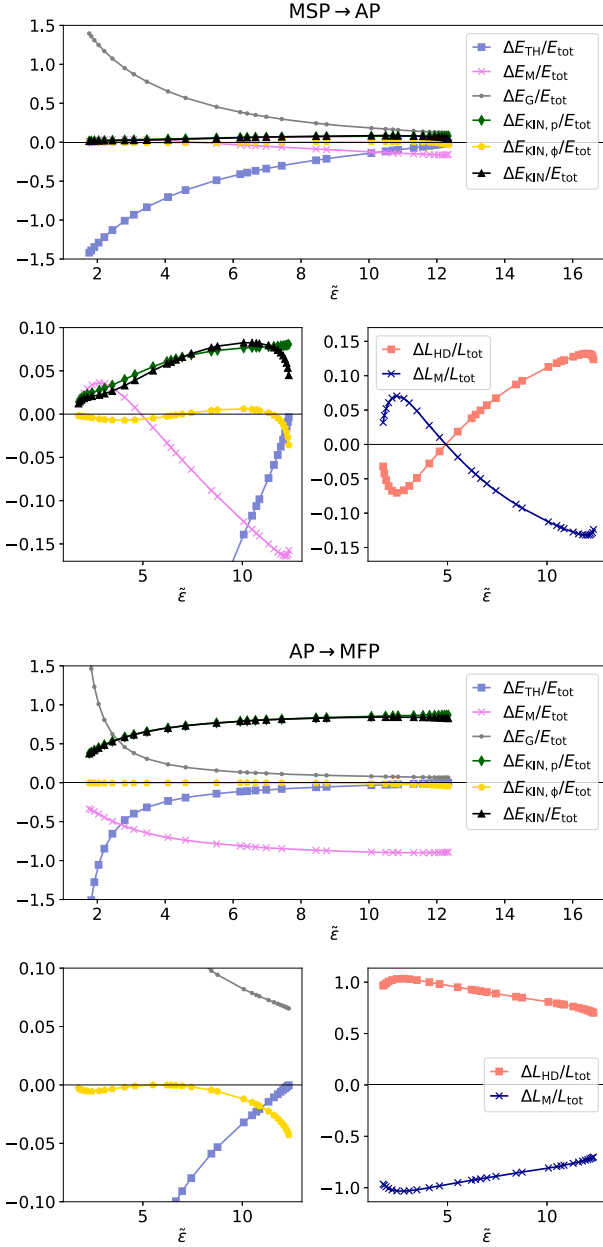 MSP → AP
1.5
1.0
0.5
0.0
−0.5
−1.0
−1.5
ΔE_TH/E_tot
ΔE_M/E_tot
ΔE_G/E_tot
ΔE_KIN,p/E_tot
ΔE_KIN,ϕ/E_tot
ΔE_KIN/E_tot
2 4 6 8 10 12 14 16
ε̃
0.10
0.05
0.00
−0.05
−0.10
−0.15
5 10
ε̃
0.15
0.10
0.05
0.00
−0.05
−0.10
−0.15
ΔL_HD/L_tot
ΔL_M/L_tot
5 10
ε̃
AP → MFP
1.5
1.0
0.5
0.0
−0.5
−1.0
−1.5
ΔE_TH/E_tot
ΔE_M/E_tot
ΔE_G/E_tot
ΔE_KIN,p/E_tot
ΔE_KIN,ϕ/E_tot
ΔE_KIN/E_tot
2 4 6 8 10 12 14 16
ε̃
0.10
0.05
0.00
−0.05
−0.10
5 10
ε̃
1.0
0.5
0.0
−0.5
−1.0
ΔL_HD/L_tot
ΔL_M/L_tot
5 10
ε̃